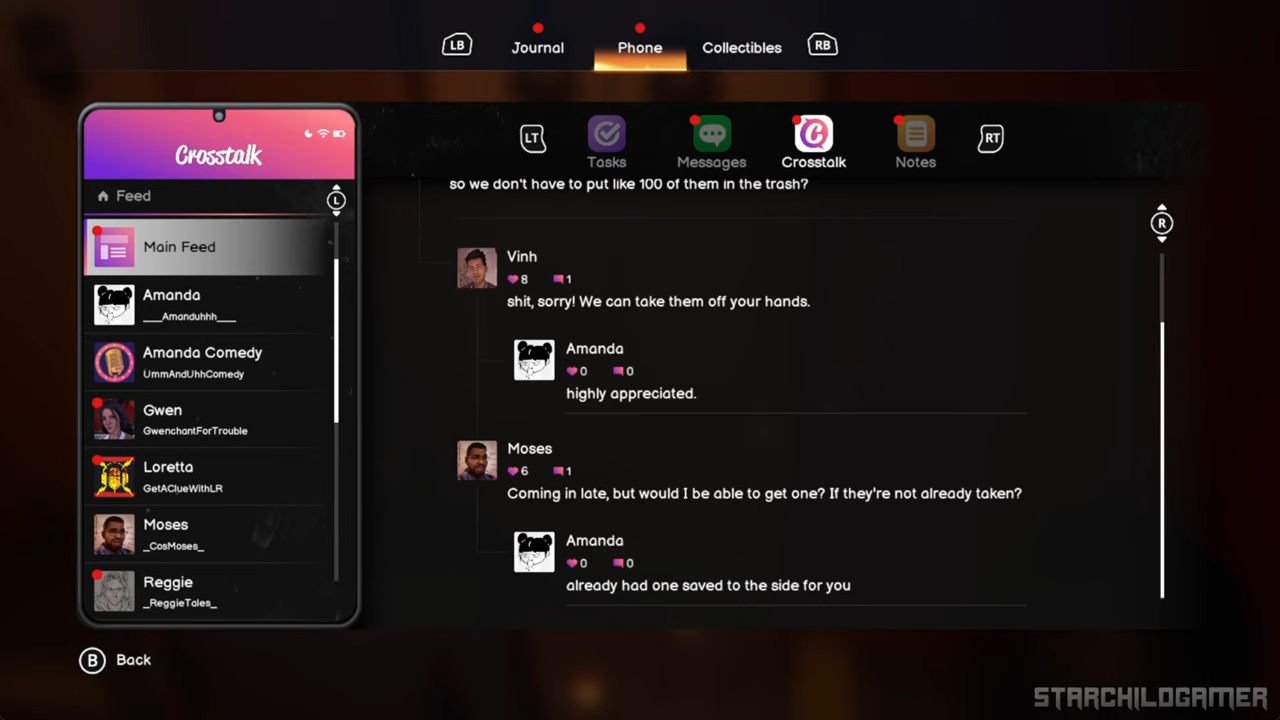 LB
Journal
Phone
Collectibles
RB
Crosstalk
Feed
L
Main Feed
Amanda
___Amanduhhh___
Amanda Comedy
UmmAndUhhComedy
Gwen
GwenchantForTrouble
Loretta
GetAClueWithLR
Moses
_CosMoses_
Reggie
_ReggieTales_
LT
Tasks
Messages
Crosstalk
Notes
RT
so we don't have to put like 100 of them in the trash?
R
Vinh
8 1
shit, sorry! We can take them off your hands.
Amanda
0 0
highly appreciated.
Moses
6 1
Coming in late, but would I be able to get one? If they're not already taken?
Amanda
0 0
already had one saved to the side for you
B Back
STARCHILDGAMER